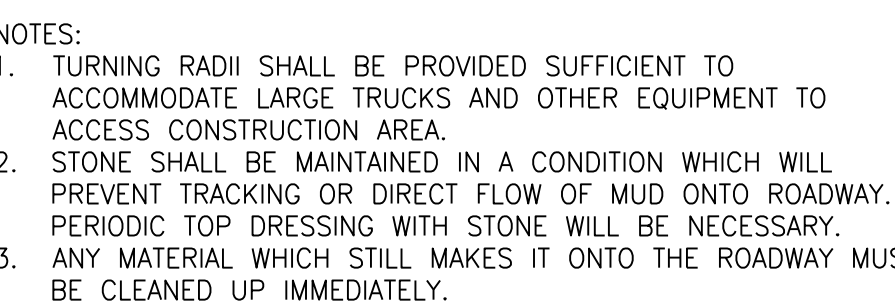 NOTES:
1. TURNING RADII SHALL BE PROVIDED SUFFICIENT TO
ACCOMMODATE LARGE TRUCKS AND OTHER EQUIPMENT TO
ACCESS CONSTRUCTION AREA.
2. STONE SHALL BE MAINTAINED IN A CONDITION WHICH WILL
PREVENT TRACKING OR DIRECT FLOW OF MUD ONTO ROADWAY.
PERIODIC TOP DRESSING WITH STONE WILL BE NECESSARY.
3. ANY MATERIAL WHICH STILL MAKES IT ONTO THE ROADWAY MUS
BE CLEANED UP IMMEDIATELY.